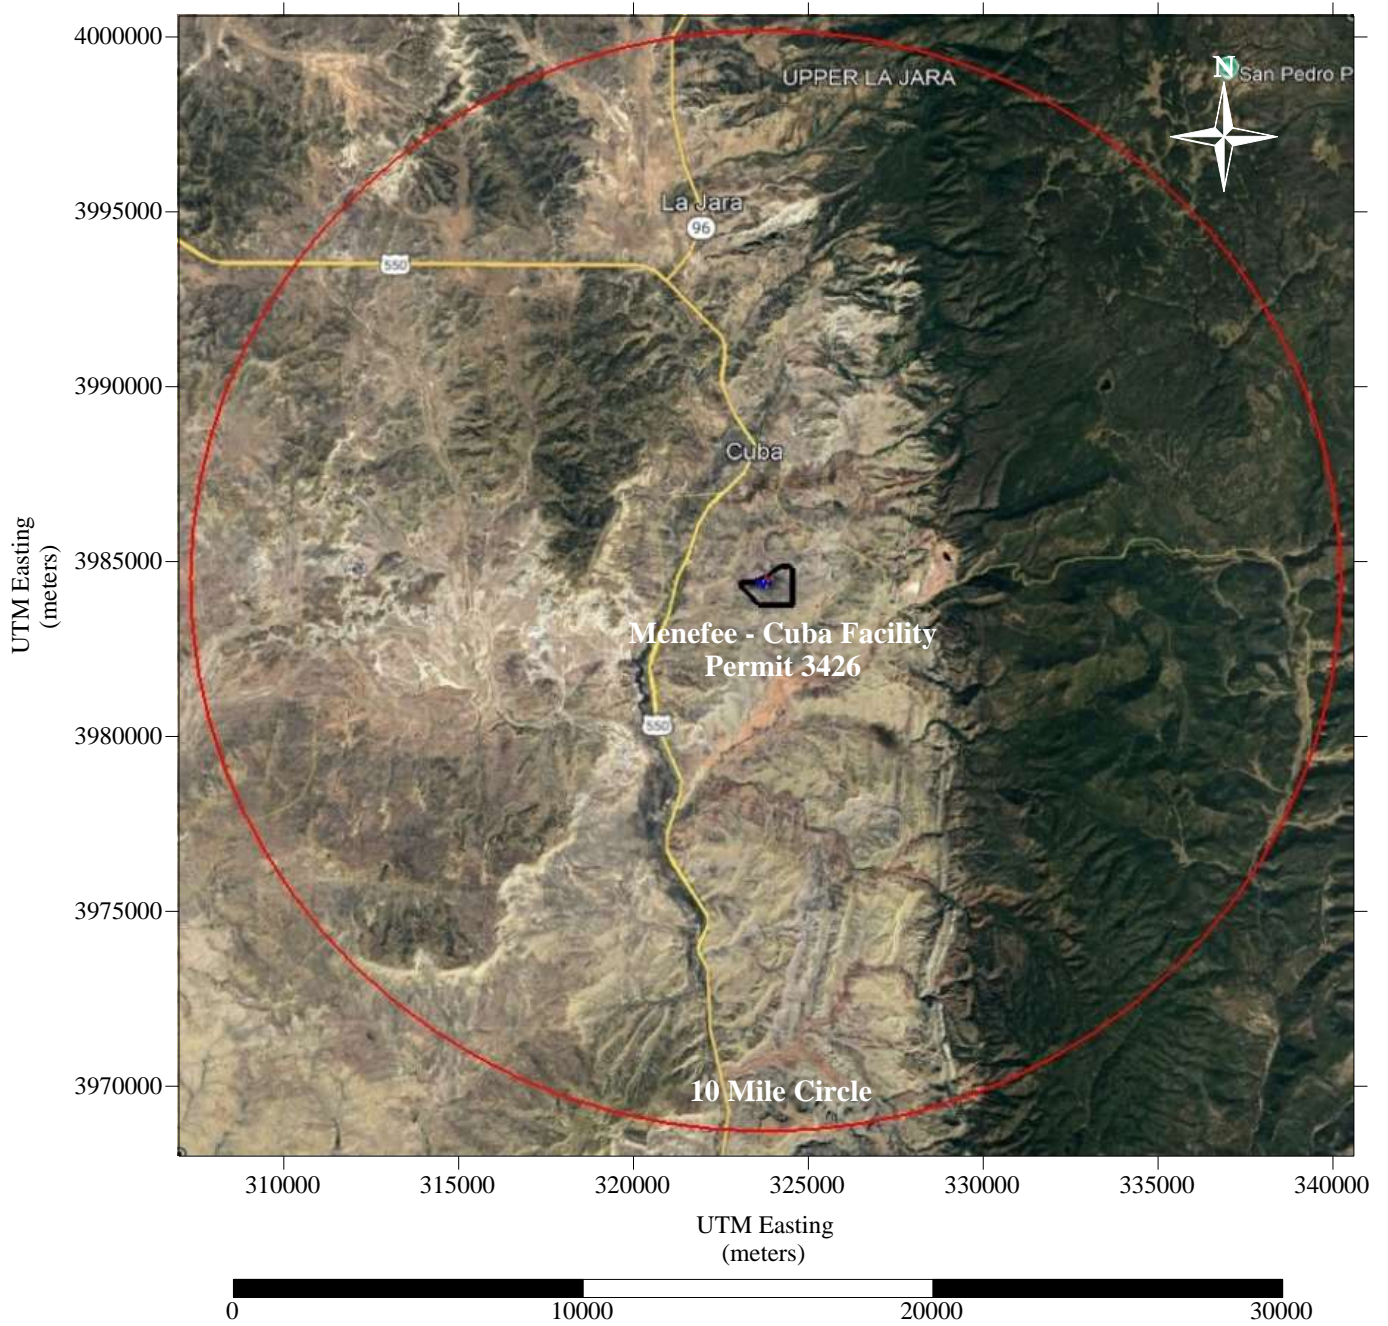 4000000
N
San Pedro P
UPPER LA JARA
3995000
La Jara
96
550
3990000
Cuba
3985000
UTM Easting
(meters)
Menefee - Cuba Facility
Permit 3426
3980000
550
3975000
3970000
10 Mile Circle
310000 315000 320000 325000 330000 335000 340000
UTM Easting
(meters)
0 10000 20000 30000